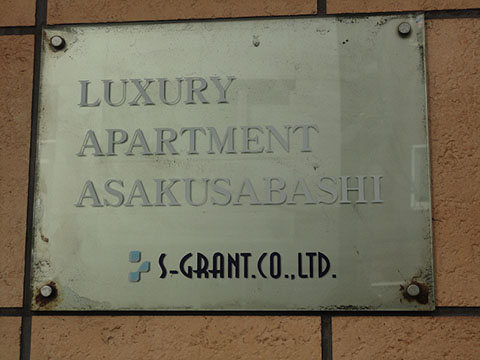 LUXURY
APARTMENT
ASAKUSABASHI
S-GRANT.CO.,LTD.